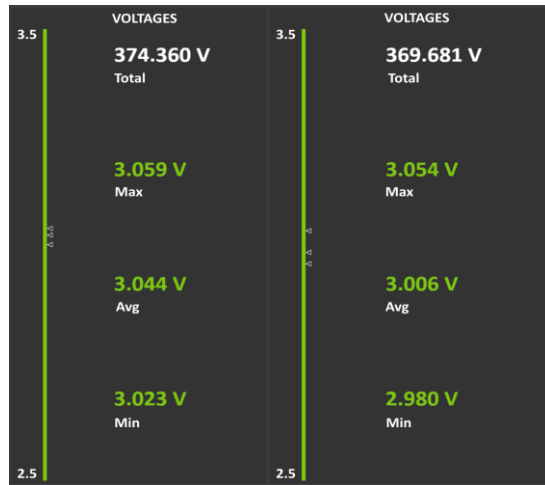 VOLTAGES
3.5
374.360 V
Total
3.059 V
Max
3.044 V
Avg
3.023 V
Min
2.5
VOLTAGES
3.5
369.681 V
Total
3.054 V
Max
3.006 V
Avg
2.980 V
Min
2.5